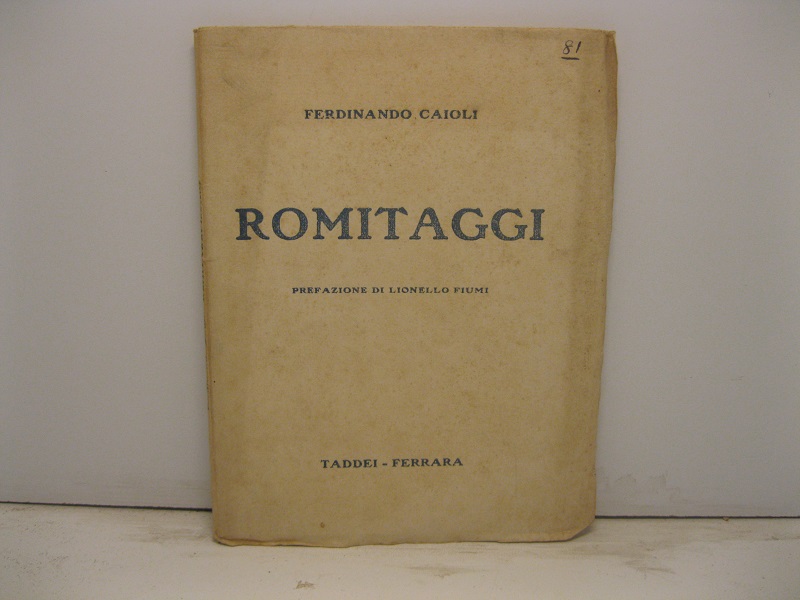 81
FERDINANDO CAIOLI
ROMITAGGI
PREFAZIONE DI LIONELLO FIUMI
TADDEI - FERRARA